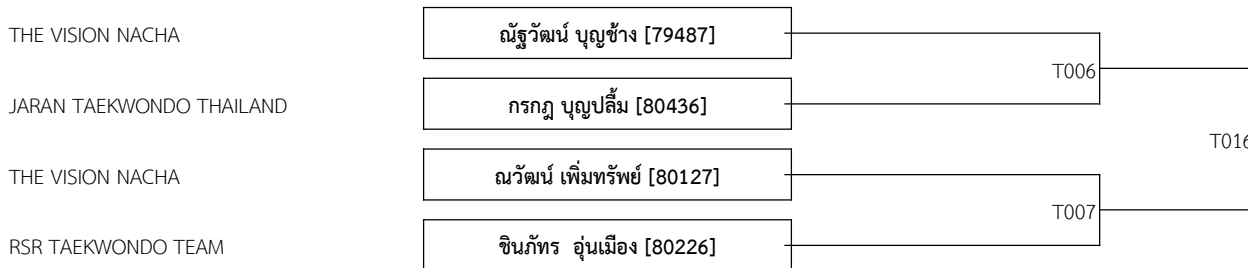 THE VISION NACHA ณัฐวัฒน์ บุญช้าง [79487]
T006
JARAN TAEKWONDO THAILAND กรกฎ บุญปลื้ม [80436]
T016
THE VISION NACHA ณวัฒน์ เพิ่มทรัพย์ [80127]
T007
RSR TAEKWONDO TEAM ชินภัทร อุ่นเมือง [80226]